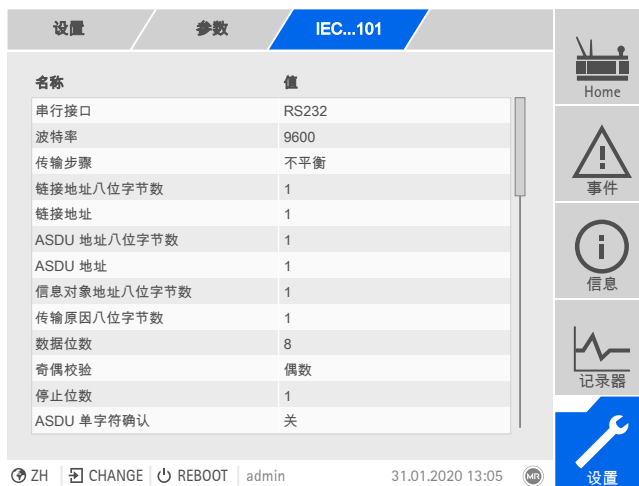 设置 参数 IEC...101
名称 值
串行接口 RS232
波特率 9600
传输步骤 不平衡
链接地址八位字节数 1
链接地址 1
ASDU 地址八位字节数 1
ASDU 地址 1
信息对象地址八位字节数 1
传输原因八位字节数 1
数据位数 8
奇偶校验 偶数
停止位数 1
ASDU 单字符确认 关
Home
事件
信息
记录器
设置
ZH CHANGE REBOOT admin 31.01.2020 13:05 MR